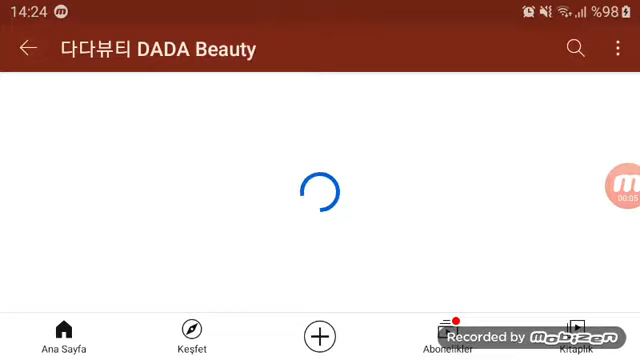 14:24 %98
다다뷰티 DADA Beauty
00:05
Ana Sayfa
Keşfet
Abonelikler
Kitaplık
Recorded by
MOBIZEN